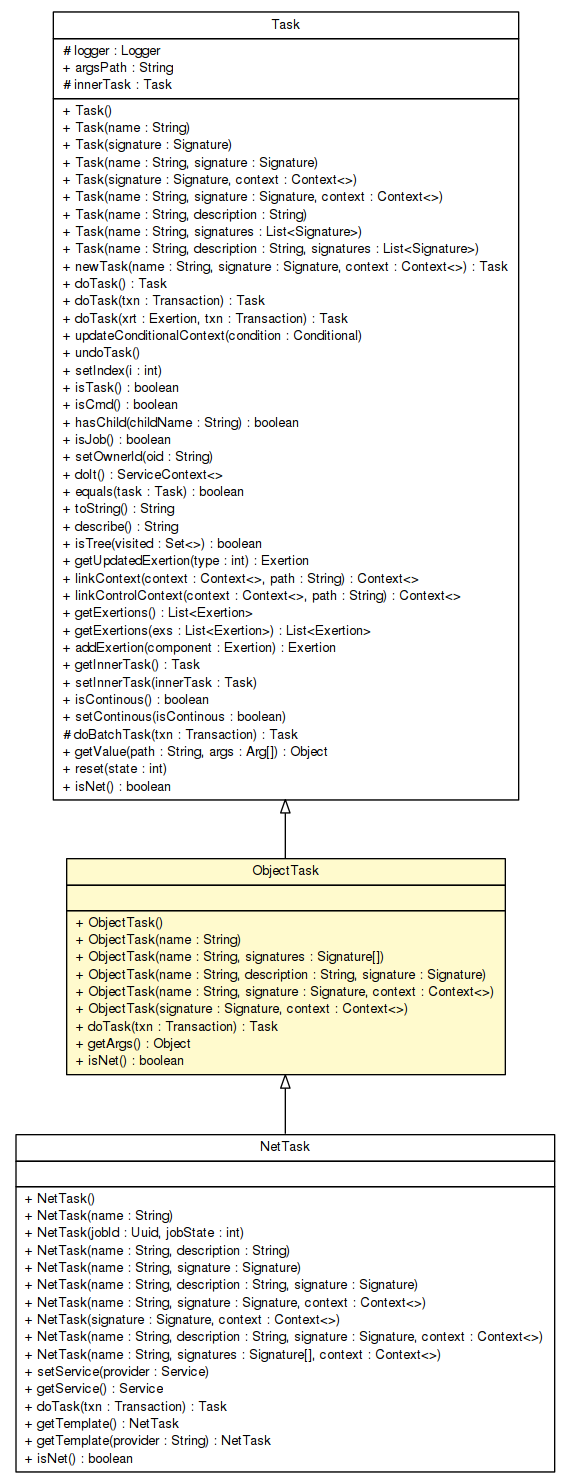 Task
# logger : Logger
+ argsPath : String
# innerTask : Task
+ Task()
+ Task(name : String)
+ Task(signature : Signature)
+ Task(name : String, signature : Signature)
+ Task(signature : Signature, context : Context<>)
+ Task(name : String, signature : Signature, context : Context<>)
+ Task(name : String, description : String)
+ Task(name : String, signatures : List<Signature>)
+ Task(name : String, description : String, signatures : List<Signature>)
+ newTask(name : String, signature : Signature, context : Context<>) : Task
+ doTask() : Task
+ doTask(txn : Transaction) : Task
+ doTask(xrt : Exertion, txn : Transaction) : Task
+ updateConditionalContext(condition : Conditional)
+ undoTask()
+ setIndex(i : int)
+ isTask() : boolean
+ isCmd() : boolean
+ hasChild(childName : String) : boolean
+ isJob() : boolean
+ setOwnerId(oid : String)
+ doIt() : ServiceContext<>
+ equals(task : Task) : boolean
+ toString() : String
+ describe() : String
+ isTree(visited : Set<>) : boolean
+ getUpdatedExertion(type : int) : Exertion
+ linkContext(context : Context<>, path : String) : Context<>
+ linkControlContext(context : Context<>, path : String) : Context<>
+ getExertions() : List<Exertion>
+ getExertions(exs : List<Exertion>) : List<Exertion>
+ addExertion(component : Exertion) : Exertion
+ getInnerTask() : Task
+ setInnerTask(innerTask : Task)
+ isContinous() : boolean
+ setContinous(isContinous : boolean)
# doBatchTask(txn : Transaction) : Task
+ getValue(path : String, args : Arg[]) : Object
+ reset(state : int)
+ isNet() : boolean
ObjectTask
+ ObjectTask()
+ ObjectTask(name : String)
+ ObjectTask(name : String, signatures : Signature[])
+ ObjectTask(name : String, description : String, signature : Signature)
+ ObjectTask(name : String, signature : Signature, context : Context<>)
+ ObjectTask(signature : Signature, context : Context<>)
+ doTask(txn : Transaction) : Task
+ getArgs() : Object
+ isNet() : boolean
NetTask
+ NetTask()
+ NetTask(name : String)
+ NetTask(jobId : Uuid, jobState : int)
+ NetTask(name : String, description : String)
+ NetTask(name : String, signature : Signature)
+ NetTask(name : String, description : String, signature : Signature)
+ NetTask(name : String, signature : Signature, context : Context<>)
+ NetTask(signature : Signature, context : Context<>)
+ NetTask(name : String, description : String, signature : Signature, context : Context<>)
+ NetTask(name : String, signatures : Signature[], context : Context<>)
+ setService(provider : Service)
+ getService() : Service
+ doTask(txn : Transaction) : Task
+ getTemplate() : NetTask
+ getTemplate(provider : String) : NetTask
+ isNet() : boolean